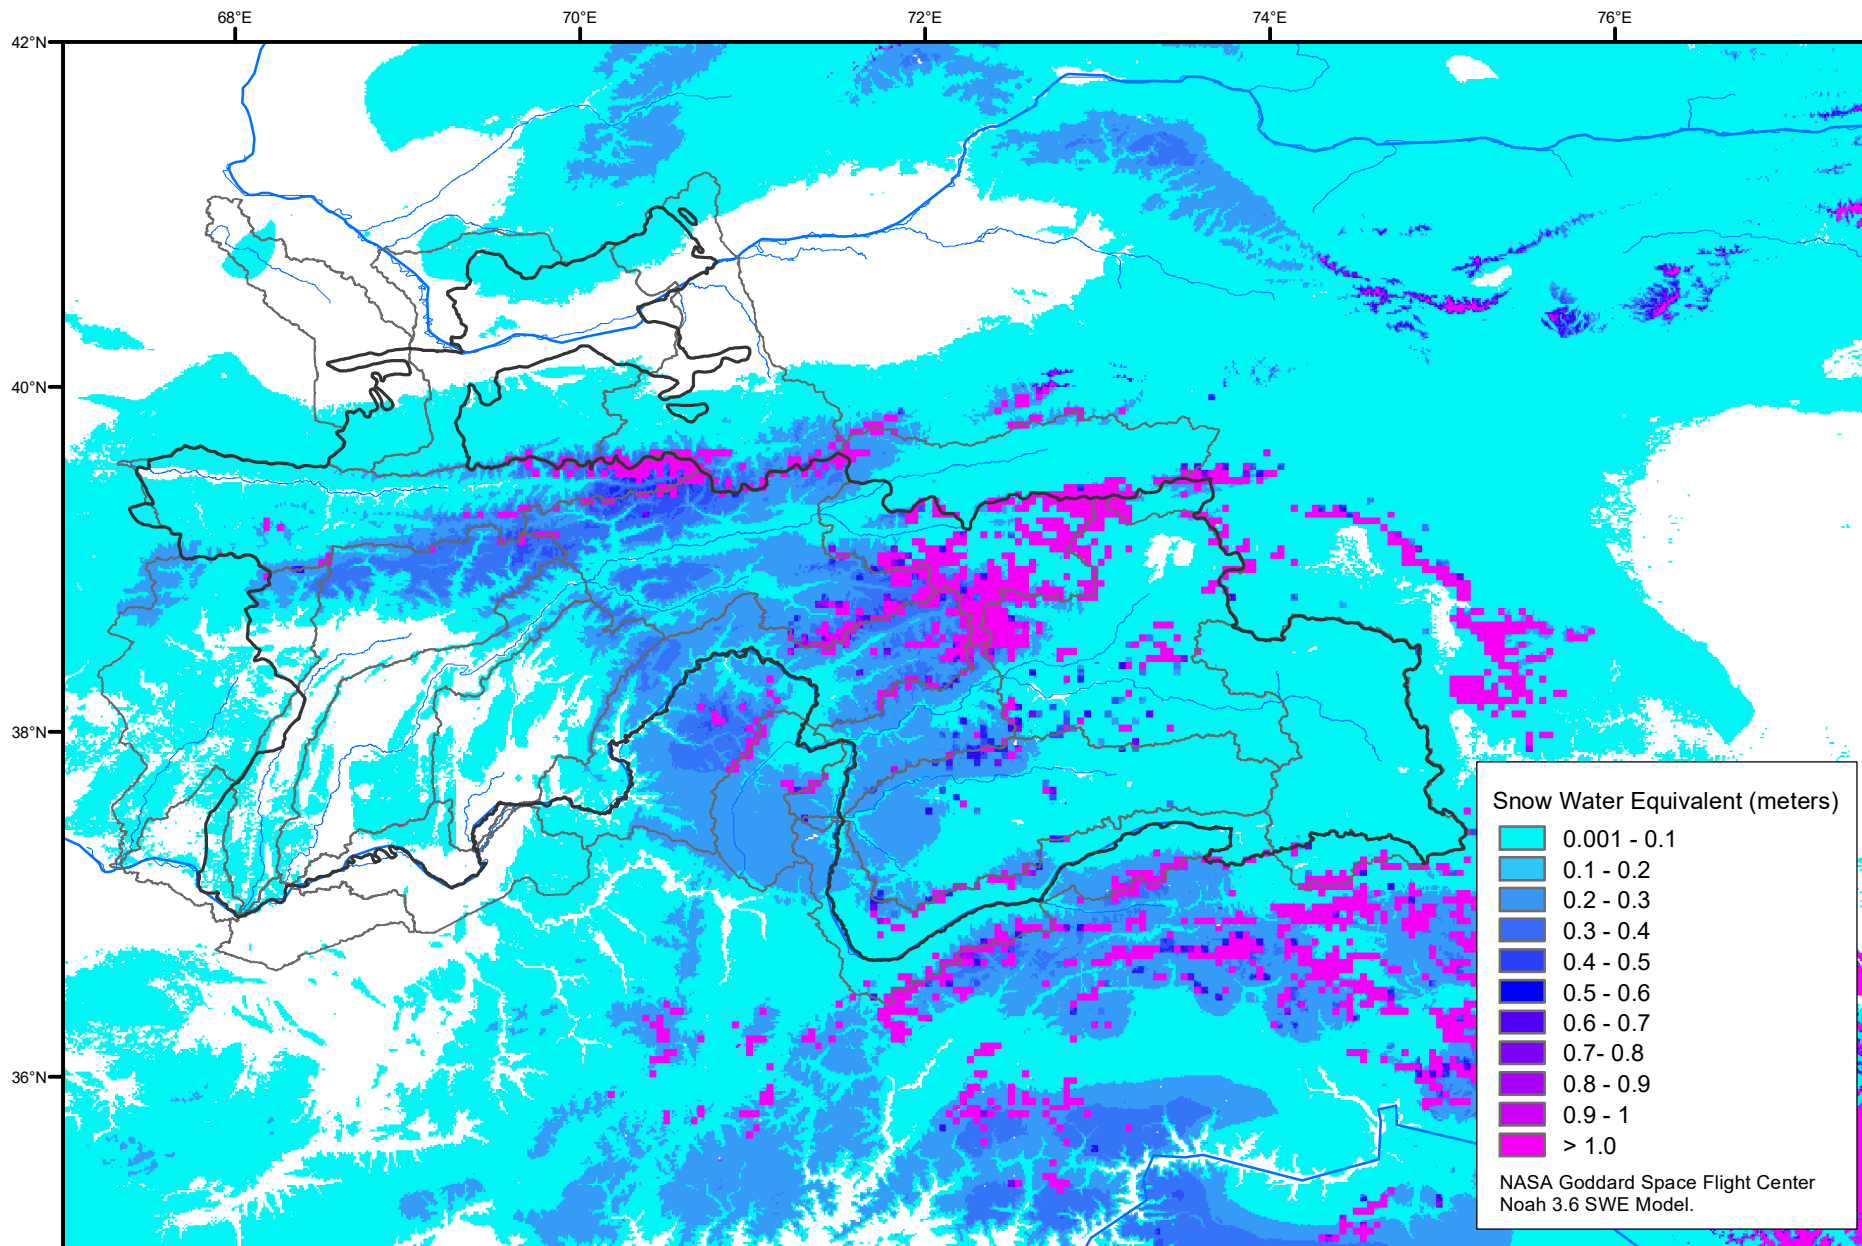 68°E
70°E
72°E
74°E
76°E
42°N
40°N
38°N
36°N
Snow Water Equivalent (meters)
0.001 - 0.1
0.1 - 0.2
0.2 - 0.3
0.3 - 0.4
0.4 - 0.5
0.5 - 0.6
0.6 - 0.7
0.7- 0.8
0.8 - 0.9
0.9 - 1
> 1.0
NASA Goddard Space Flight Center
Noah 3.6 SWE Model.